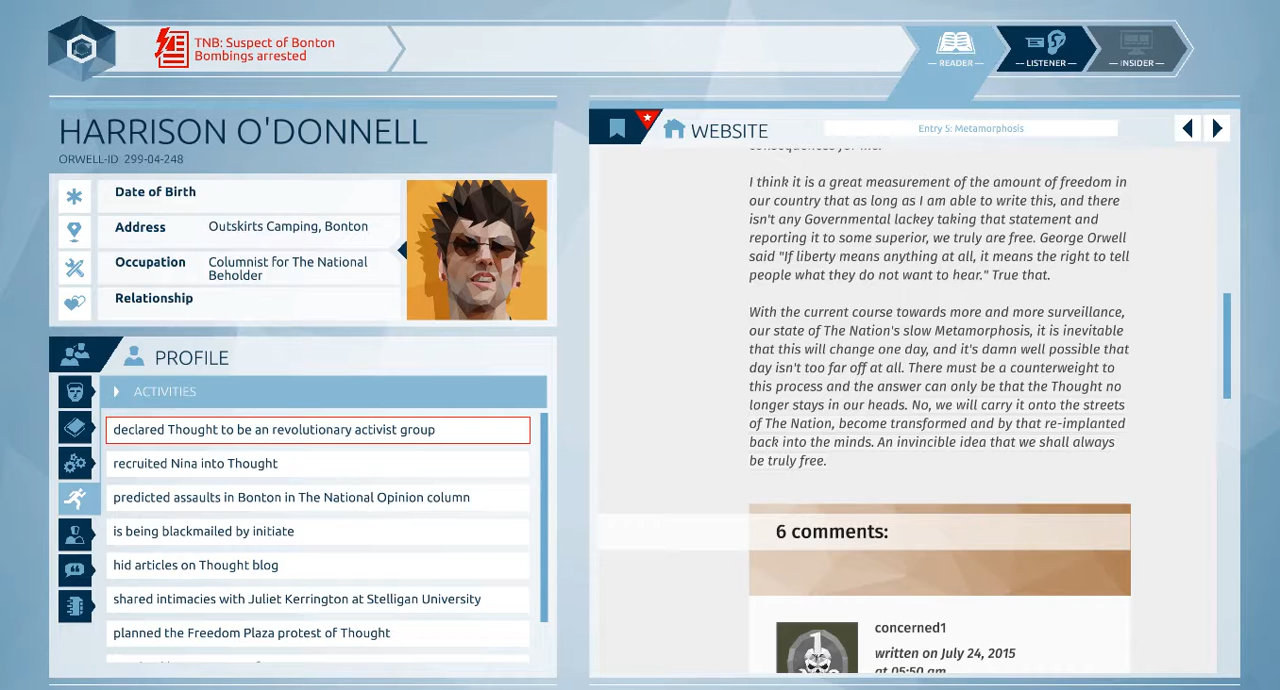 TNB: Suspect of Bonton
Bombings arrested
— READER —
— LISTENER —
— INSIDER —
HARRISON O'DONNELL
ORWELL-ID 299-04-248
Date of Birth
Address Outskirts Camping, Bonton
Occupation Columnist for The National
Beholder
Relationship
PROFILE
ACTIVITIES
declared Thought to be an revolutionary activist group
recruited Nina into Thought
predicted assaults in Bonton in The National Opinion column
is being blackmailed by initiate
hid articles on Thought blog
shared intimacies with Juliet Kerrington at Stelligan University
planned the Freedom Plaza protest of Thought
WEBSITE
Entry 5: Metamorphosis
consequences for me.
I think it is a great measurement of the amount of freedom in
our country that as long as I am able to write this, and there
isn't any Governmental lackey taking that statement and
reporting it to some superior, we truly are free. George Orwell
said "If liberty means anything at all, it means the right to tell
people what they do not want to hear." True that.
With the current course towards more and more surveillance,
our state of The Nation's slow Metamorphosis, it is inevitable
that this will change one day, and it's damn well possible that
day isn't too far off at all. There must be a counterweight to
this process and the answer can only be that the Thought no
longer stays in our heads. No, we will carry it onto the streets
of The Nation, become transformed and by that re-implanted
back into the minds. An invincible idea that we shall always
be truly free.
6 comments:
1
concerned1
written on July 24, 2015
at 05:50 am